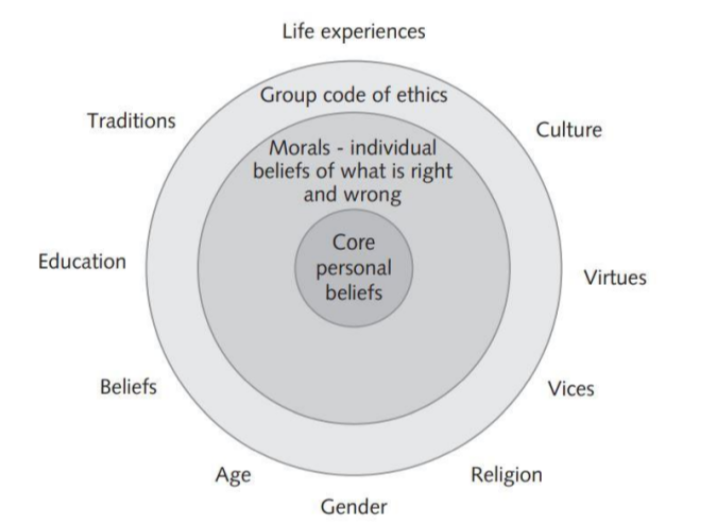 Life experiences
Group code of ethics
Traditions
Culture
Morals - individual
beliefs of what is right
and wrong
Core
personal
beliefs
Education
Virtues
Beliefs
Vices
Age
Religion
Gender